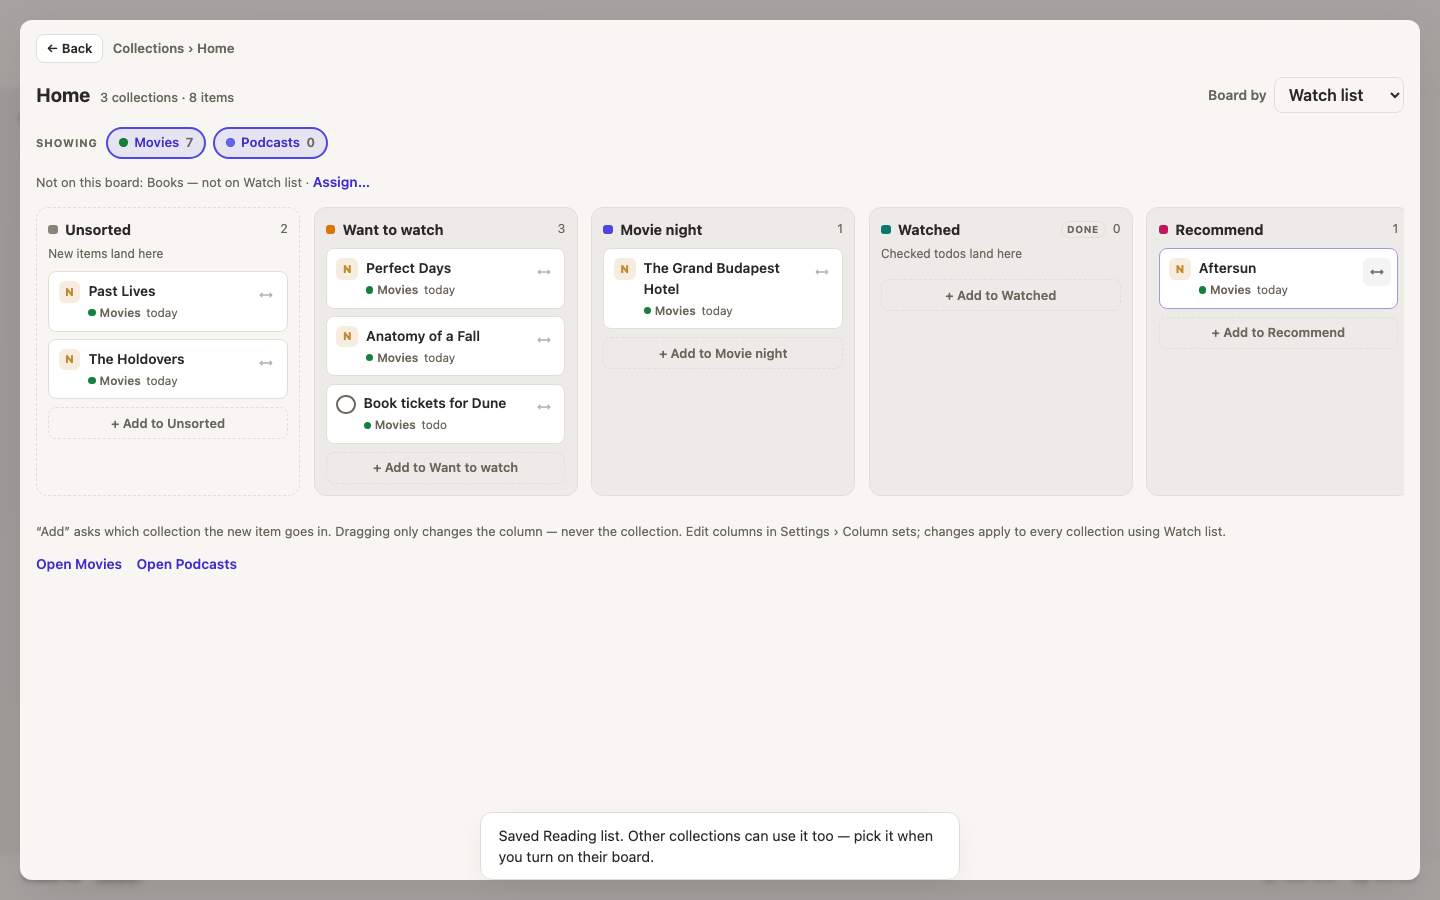 ← Back Collections › Home
Home 3 collections · 8 items
Board by Watch list
SHOWING Movies 7 Podcasts 0
Not on this board: Books — not on Watch list · Assign...
Unsorted 2
New items land here
N Past Lives
Movies today
N The Holdovers
Movies today
+ Add to Unsorted
Want to watch 3
N Perfect Days
Movies today
N Anatomy of a Fall
Movies today
Book tickets for Dune
Movies todo
+ Add to Want to watch
Movie night 1
N The Grand Budapest
Hotel
Movies today
+ Add to Movie night
Watched DONE 0
Checked todos land here
+ Add to Watched
Recommend 1
N Aftersun
Movies today
+ Add to Recommend
“Add” asks which collection the new item goes in. Dragging only changes the column — never the collection. Edit columns in Settings › Column sets; changes apply to every collection using Watch list.
Open Movies Open Podcasts
Saved Reading list. Other collections can use it too — pick it when
you turn on their board.